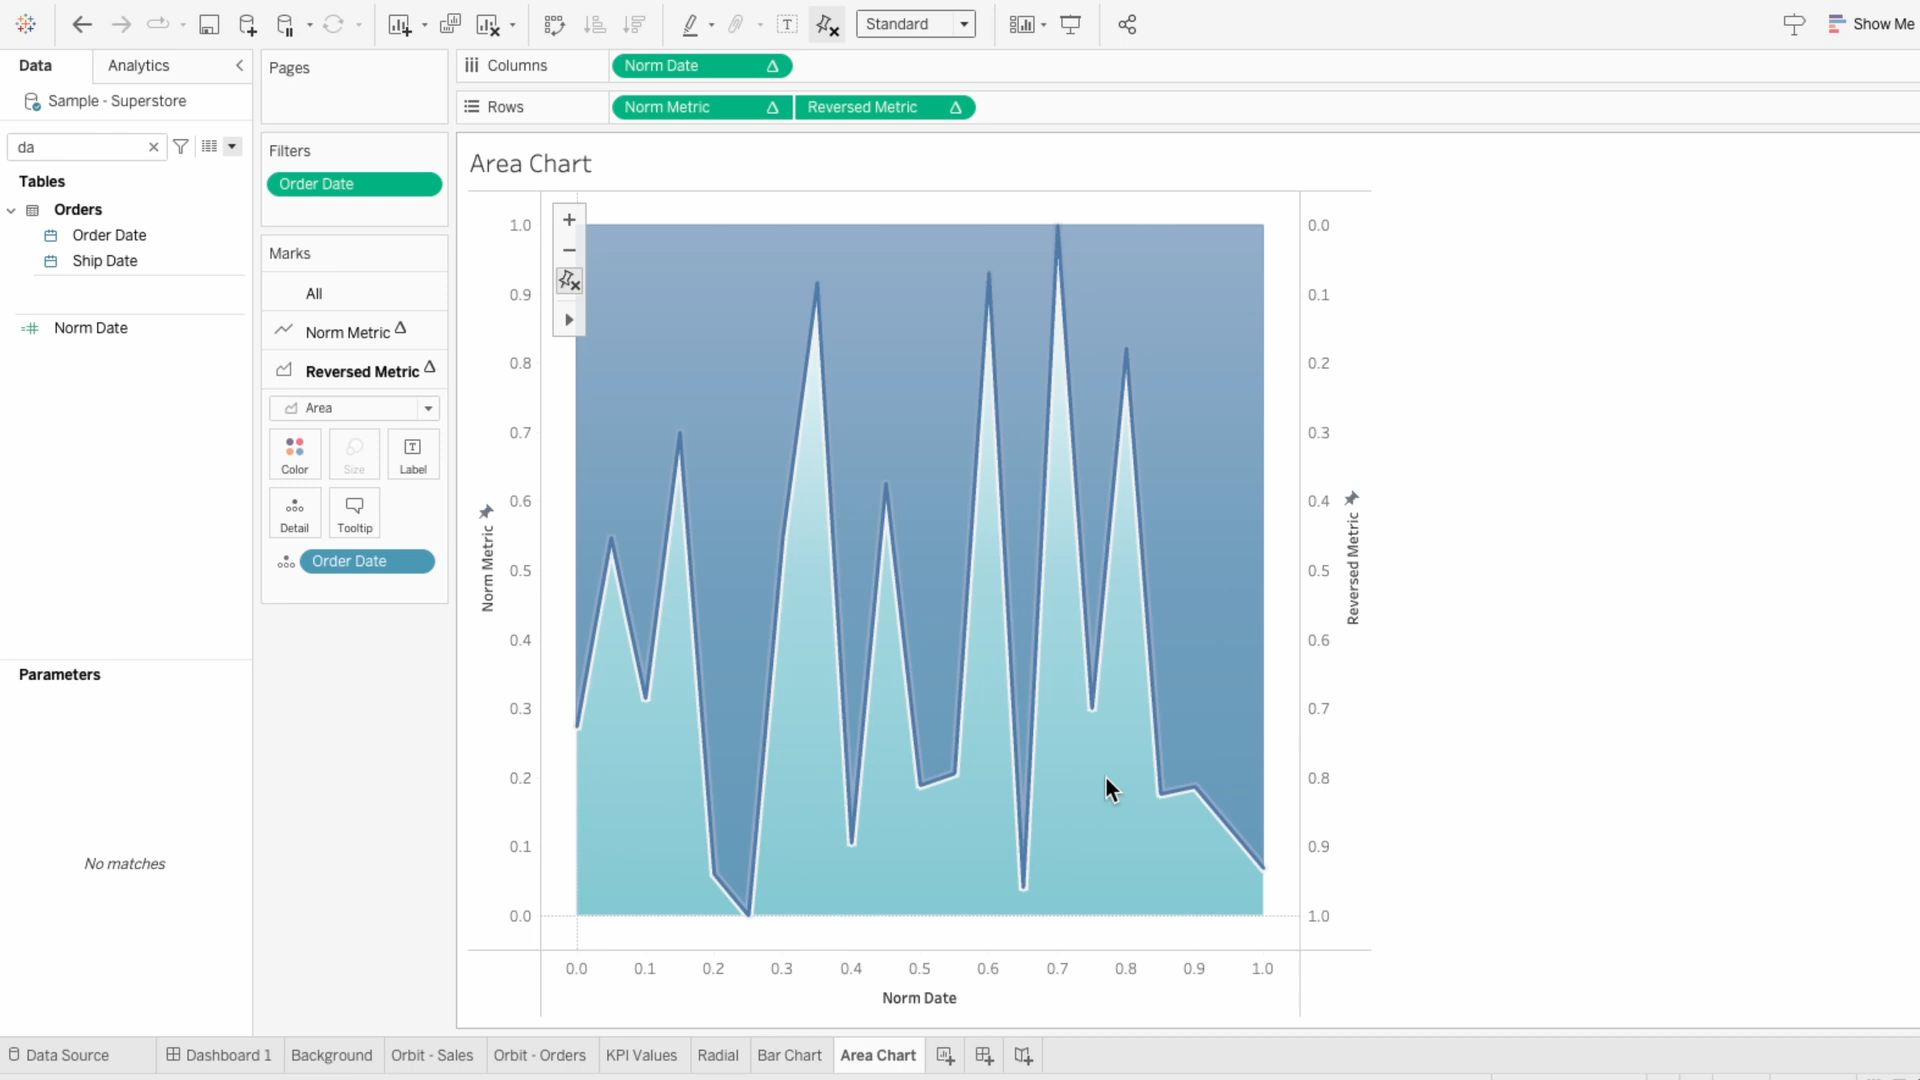 Standard
Show Me
Data
Analytics
Sample - Superstore
da
Tables
Orders
Order Date
Ship Date
Norm Date
Parameters
No matches
Pages
Filters
Order Date
Marks
All
Norm Metric Δ
Reversed Metric Δ
Area
Color
Size
Label
Detail
Tooltip
Order Date
Columns
Norm Date Δ
Rows
Norm Metric Δ
Reversed Metric Δ
Area Chart
1.0
0.9
0.8
0.7
0.6
0.5
0.4
0.3
0.2
0.1
0.0
Norm Metric
0.0
0.1
0.2
0.3
0.4
0.5
0.6
0.7
0.8
0.9
1.0
Reversed Metric
0.0 0.1 0.2 0.3 0.4 0.5 0.6 0.7 0.8 0.9 1.0
Norm Date
Data Source
Dashboard 1
Background
Orbit - Sales
Orbit - Orders
KPI Values
Radial
Bar Chart
Area Chart